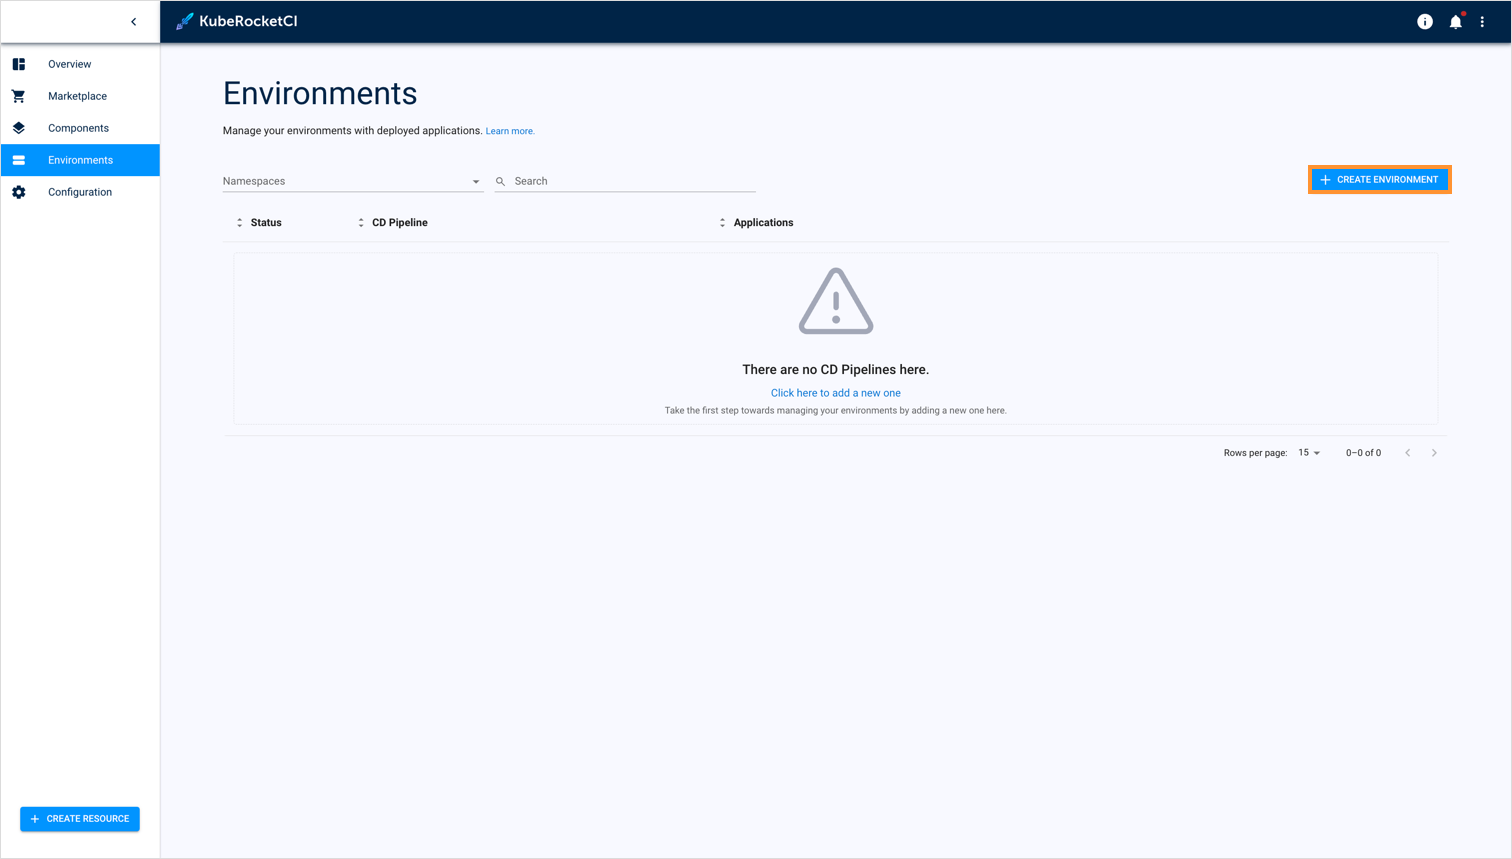 KubeRocketCI
Overview
Marketplace
Components
Environments
Configuration
CREATE RESOURCE
Environments
Manage your environments with deployed applications. Learn more.
Namespaces Search CREATE ENVIRONMENT
Status CD Pipeline Applications
There are no CD Pipelines here.
Click here to add a new one
Take the first step towards managing your environments by adding a new one here.
Rows per page: 15 0–0 of 0